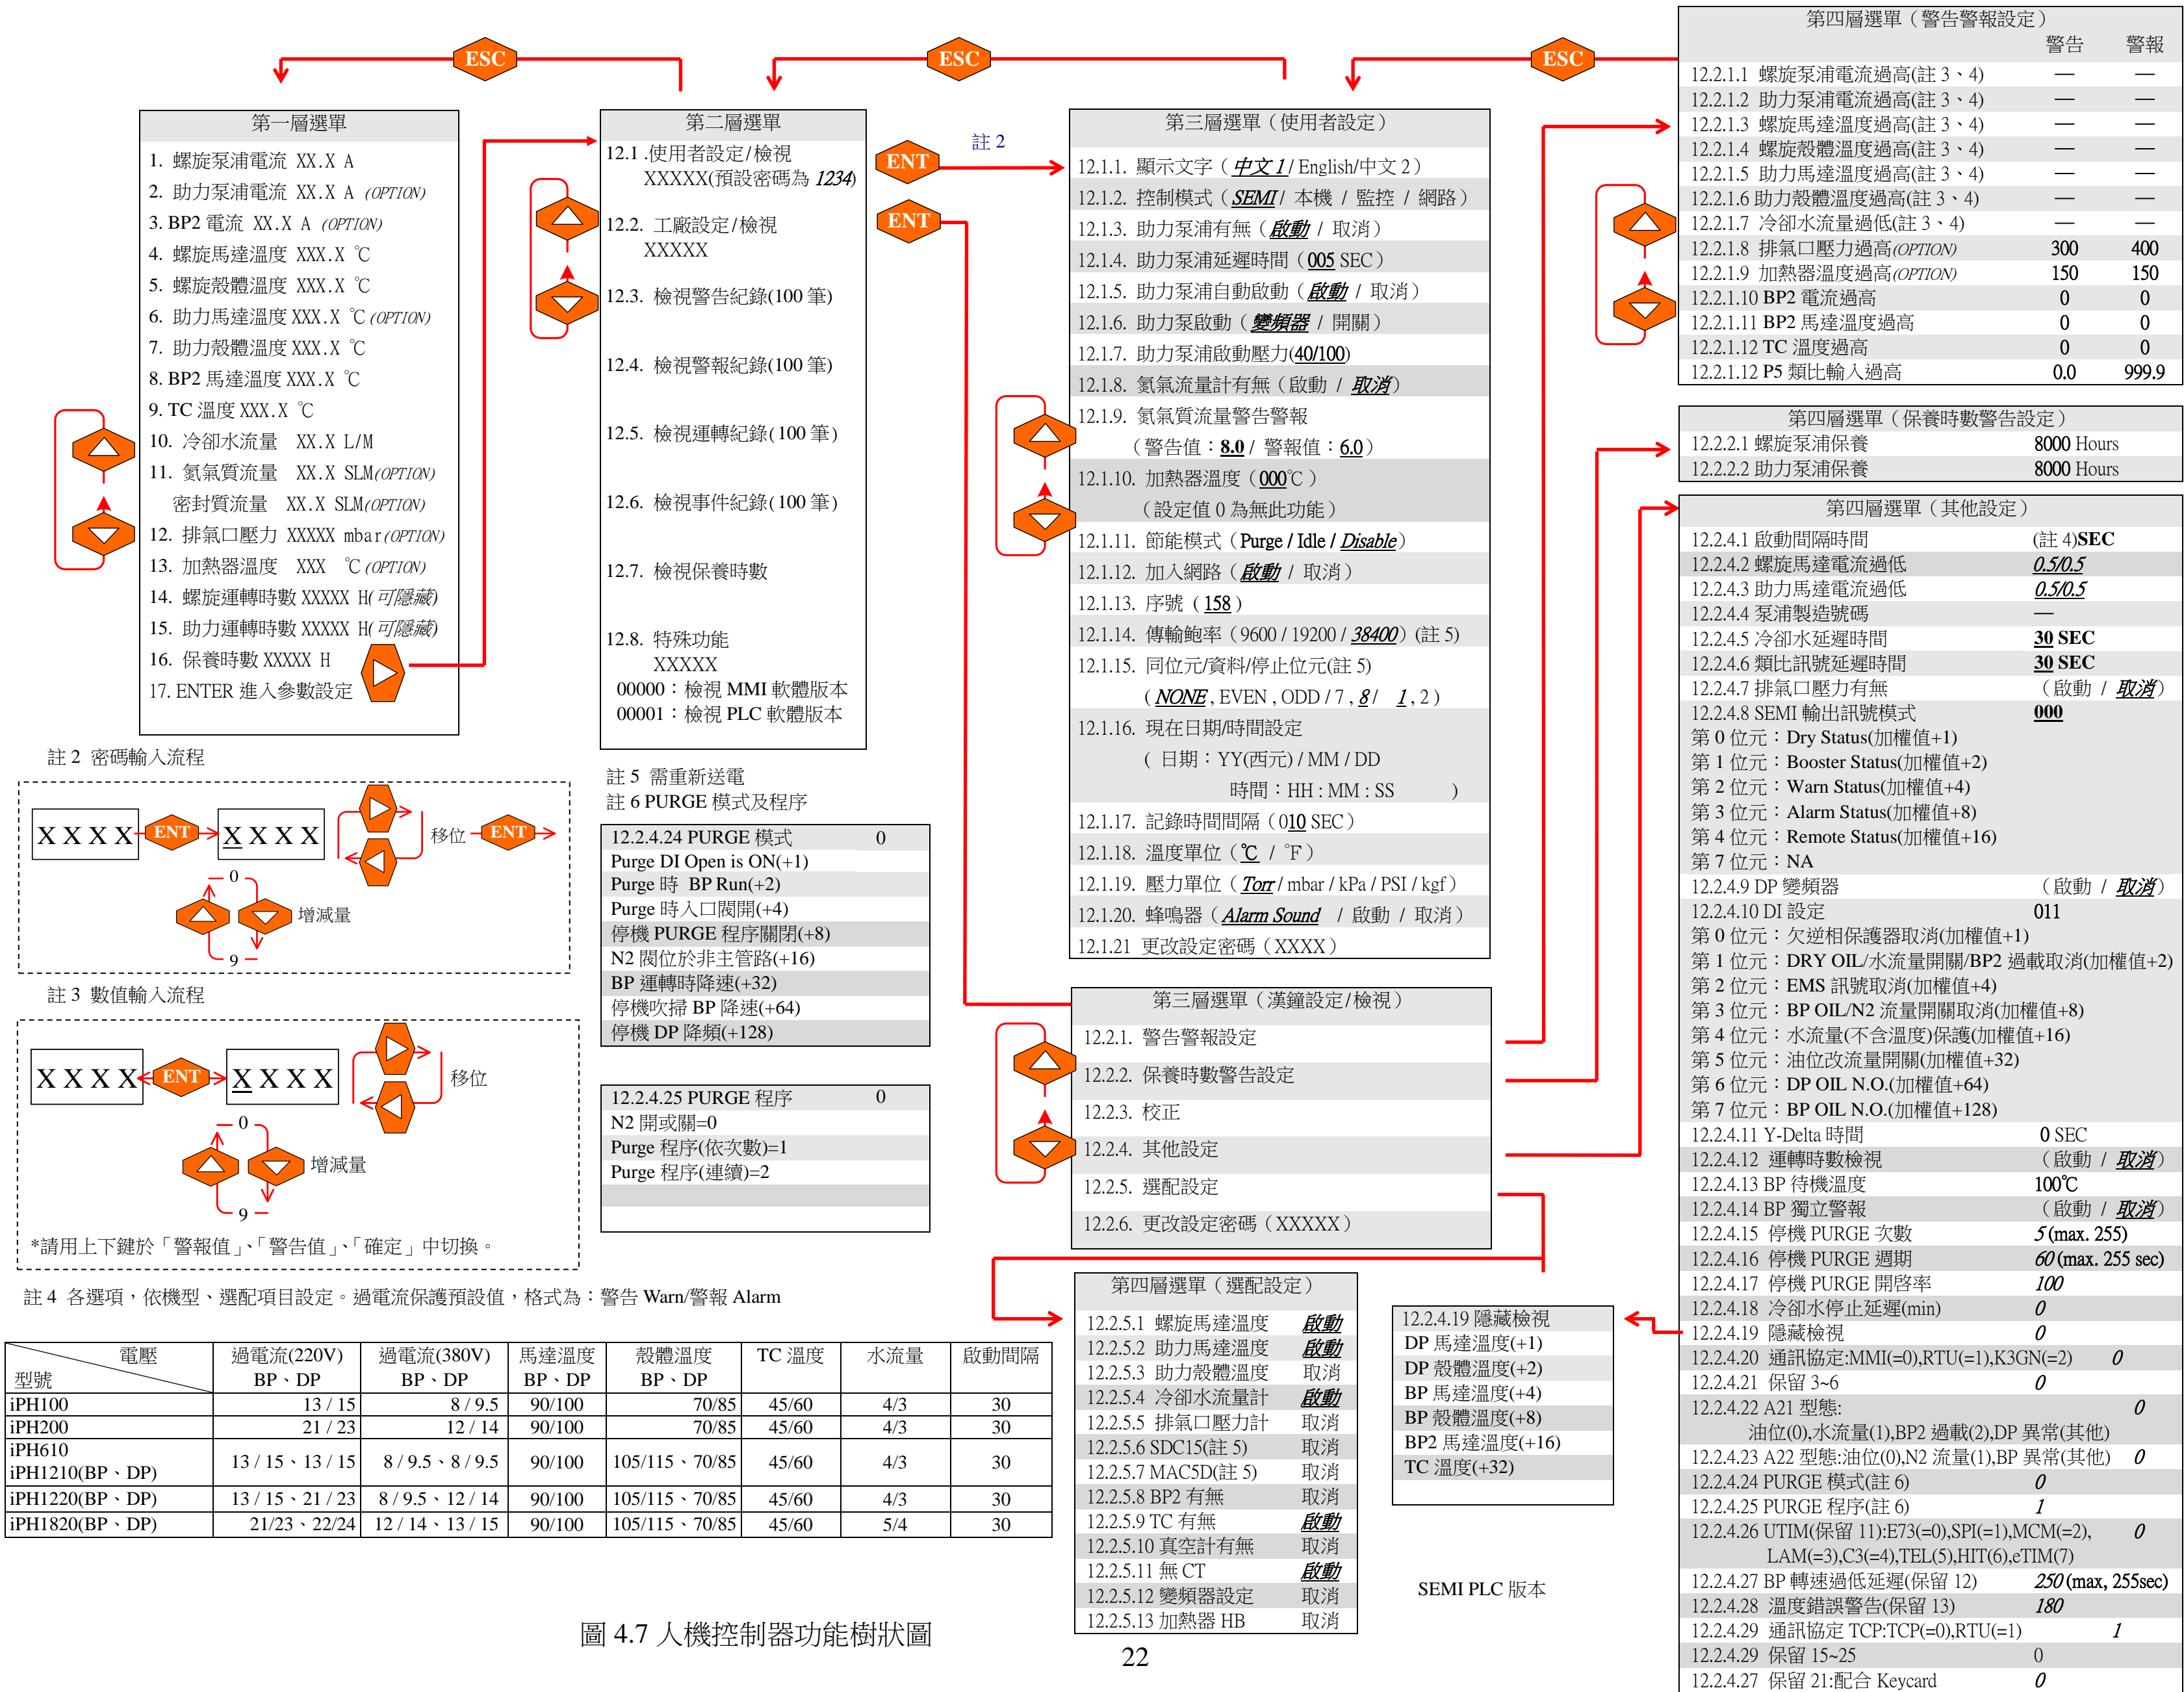 ESC
ESC
ESC
第一層選單
1. 螺旋泵浦電流 XX.X A
2. 助力泵浦電流 XX.X A (OPTION)
3. BP2 電流 XX.X A (OPTION)
4. 螺旋馬達溫度 XXX.X ℃
5. 螺旋殼體溫度 XXX.X ℃
6. 助力馬達溫度 XXX.X ℃ (OPTION)
7. 助力殼體溫度 XXX.X ℃
8. BP2 馬達溫度 XXX.X ℃
9. TC 溫度 XXX.X ℃
10. 冷卻水流量 XX.X L/M
11. 氮氣質流量 XX.X SLM(OPTION)
密封質流量 XX.X SLM(OPTION)
12. 排氣口壓力 XXXXX mbar(OPTION)
13. 加熱器溫度 XXX ℃ (OPTION)
14. 螺旋運轉時數 XXXXX H(可隱藏)
15. 助力運轉時數 XXXXX H(可隱藏)
16. 保養時數 XXXXX H
17. ENTER 進入參數設定
第二層選單
12.1 .使用者設定/檢視
XXXXX(預設密碼為 1234)
12.2. 工廠設定/檢視
XXXXX
12.3. 檢視警告紀錄(100 筆)
12.4. 檢視警報紀錄(100 筆)
12.5. 檢視運轉紀錄(100 筆)
12.6. 檢視事件紀錄(100 筆)
12.7. 檢視保養時數
12.8. 特殊功能
XXXXX
00000：檢視 MMI 軟體版本
00001：檢視 PLC 軟體版本
ENT
註 2
ENT
第三層選單（使用者設定）
12.1.1. 顯示文字（中文 1 / English/中文 2）
12.1.2. 控制模式（SEMI / 本機 / 監控 / 網路）
12.1.3. 助力泵浦有無（啟動 / 取消）
12.1.4. 助力泵浦延遲時間（005 SEC）
12.1.5. 助力泵浦自動啟動（啟動 / 取消）
12.1.6. 助力泵啟動（變頻器 / 開關）
12.1.7. 助力泵浦啟動壓力(40/100)
12.1.8. 氮氣流量計有無（啟動 / 取消）
12.1.9. 氮氣質流量警告警報
（警告值：8.0 / 警報值：6.0）
12.1.10. 加熱器溫度（000℃）
（設定值 0 為無此功能）
12.1.11. 節能模式（Purge / Idle / Disable）
12.1.12. 加入網路（啟動 / 取消）
12.1.13. 序號（158）
12.1.14. 傳輸鮑率（9600 / 19200 / 38400）(註 5)
12.1.15. 同位元/資料/停止位元(註 5)
( NONE , EVEN , ODD / 7 , 8 / 1 , 2 )
12.1.16. 現在日期/時間設定
( 日期：YY(西元) / MM / DD
時間：HH : MM : SS )
12.1.17. 記錄時間間隔（010 SEC）
12.1.18. 溫度單位（℃ / ℉）
12.1.19. 壓力單位（Torr / mbar / kPa / PSI / kgf）
12.1.20. 蜂鳴器（Alarm Sound / 啟動 / 取消）
12.1.21 更改設定密碼（XXXX）
第三層選單（漢鐘設定/檢視）
12.2.1. 警告警報設定
12.2.2. 保養時數警告設定
12.2.3. 校正
12.2.4. 其他設定
12.2.5. 選配設定
12.2.6. 更改設定密碼（XXXXX）
第四層選單（警告警報設定）
警告 警報
12.2.1.1 螺旋泵浦電流過高(註 3、4) — —
12.2.1.2 助力泵浦電流過高(註 3、4) — —
12.2.1.3 螺旋馬達溫度過高(註 3、4) — —
12.2.1.4 螺旋殼體溫度過高(註 3、4) — —
12.2.1.5 助力馬達溫度過高(註 3、4) — —
12.2.1.6助力殼體溫度過高(註 3、4) — —
12.2.1.7 冷卻水流量過低(註 3、4) — —
12.2.1.8 排氣口壓力過高(OPTION) 300 400
12.2.1.9 加熱器溫度過高(OPTION) 150 150
12.2.1.10 BP2 電流過高 0 0
12.2.1.11 BP2 馬達溫度過高 0 0
12.2.1.12 TC 溫度過高 0 0
12.2.1.12 P5 類比輸入過高 0.0 999.9
第四層選單（保養時數警告設定）
12.2.2.1 螺旋泵浦保養 8000 Hours
12.2.2.2 助力泵浦保養 8000 Hours
第四層選單（其他設定）
12.2.4.1 啟動間隔時間 (註 4)SEC
12.2.4.2 螺旋馬達電流過低 0.5/0.5
12.2.4.3 助力馬達電流過低 0.5/0.5
12.2.4.4 泵浦製造號碼 —
12.2.4.5 冷卻水延遲時間 30 SEC
12.2.4.6 類比訊號延遲時間 30 SEC
12.2.4.7 排氣口壓力有無 （啟動 / 取消）
12.2.4.8 SEMI 輸出訊號模式 000
第 0 位元：Dry Status(加權值+1)
第 1 位元：Booster Status(加權值+2)
第 2 位元：Warn Status(加權值+4)
第 3 位元：Alarm Status(加權值+8)
第 4 位元：Remote Status(加權值+16)
第 7 位元：NA
12.2.4.9 DP 變頻器 （啟動 / 取消）
12.2.4.10 DI 設定 011
第 0 位元：欠逆相保護器取消(加權值+1)
第 1 位元：DRY OIL/水流量開關/BP2 過載取消(加權值+2)
第 2 位元：EMS 訊號取消(加權值+4)
第 3 位元：BP OIL/N2 流量開關取消(加權值+8)
第 4 位元：水流量(不含溫度)保護(加權值+16)
第 5 位元：油位改流量開關(加權值+32)
第 6 位元：DP OIL N.O.(加權值+64)
第 7 位元：BP OIL N.O.(加權值+128)
12.2.4.11 Y-Delta 時間 0 SEC
12.2.4.12 運轉時數檢視 （啟動 / 取消）
12.2.4.13 BP 待機溫度 100℃
12.2.4.14 BP 獨立警報 （啟動 / 取消）
12.2.4.15 停機 PURGE 次數 5 (max. 255)
12.2.4.16 停機 PURGE 週期 60 (max. 255 sec)
12.2.4.17 停機 PURGE 開啓率 100
12.2.4.18 冷卻水停止延遲(min) 0
12.2.4.19 隱藏檢視 0
12.2.4.20 通訊協定:MMI(=0),RTU(=1),K3GN(=2) 0
12.2.4.21 保留 3~6 0
12.2.4.22 A21 型態: 0
油位(0),水流量(1),BP2 過載(2),DP 異常(其他)
12.2.4.23 A22 型態:油位(0),N2 流量(1),BP 異常(其他) 0
12.2.4.24 PURGE 模式(註 6) 0
12.2.4.25 PURGE 程序(註 6) 1
12.2.4.26 UTIM(保留 11):E73(=0),SPI(=1),MCM(=2), 0
LAM(=3),C3(=4),TEL(5),HIT(6),eTIM(7)
12.2.4.27 BP 轉速過低延遲(保留 12) 250 (max, 255sec)
12.2.4.28 溫度錯誤警告(保留 13) 180
12.2.4.29 通訊協定 TCP:TCP(=0),RTU(=1) 1
12.2.4.29 保留 15~25 0
12.2.4.27 保留 21:配合 Keycard 0
註 2 密碼輸入流程
X X X X ENT X X X X 移位 ENT
0
增減量
9
註 3 數值輸入流程
X X X X ENT X X X X 移位
0
增減量
9
*請用上下鍵於「警報值」、「警告值」、「確定」中切換。
註 5 需重新送電
註 6 PURGE 模式及程序
12.2.4.24 PURGE 模式 0
Purge DI Open is ON(+1)
Purge 時 BP Run(+2)
Purge 時入口閥開(+4)
停機 PURGE 程序關閉(+8)
N2 閥位於非主管路(+16)
BP 運轉時降速(+32)
停機吹掃 BP 降速(+64)
停機 DP 降頻(+128)
12.2.4.25 PURGE 程序 0
N2 開或關=0
Purge 程序(依次數)=1
Purge 程序(連續)=2
註 4 各選項，依機型、選配項目設定。過電流保護預設值，格式為：警告 Warn/警報 Alarm
電壓 過電流(220V) 過電流(380V) 馬達溫度 殼體溫度 TC 溫度 水流量 啟動間隔
型號 BP、DP BP、DP BP、DP BP、DP
iPH100 13 / 15 8 / 9.5 90/100 70/85 45/60 4/3 30
iPH200 21 / 23 12 / 14 90/100 70/85 45/60 4/3 30
iPH610
iPH1210(BP、DP) 13 / 15、13 / 15 8 / 9.5、8 / 9.5 90/100 105/115、70/85 45/60 4/3 30
iPH1220(BP、DP) 13 / 15、21 / 23 8 / 9.5、12 / 14 90/100 105/115、70/85 45/60 4/3 30
iPH1820(BP、DP) 21/23、22/24 12 / 14、13 / 15 90/100 105/115、70/85 45/60 5/4 30
第四層選單（選配設定）
12.2.5.1 螺旋馬達溫度 啟動
12.2.5.2 助力馬達溫度 啟動
12.2.5.3 助力殼體溫度 取消
12.2.5.4 冷卻水流量計 啟動
12.2.5.5 排氣口壓力計 取消
12.2.5.6 SDC15(註 5) 取消
12.2.5.7 MAC5D(註 5) 取消
12.2.5.8 BP2 有無 取消
12.2.5.9 TC 有無 啟動
12.2.5.10 真空計有無 取消
12.2.5.11 無 CT 啟動
12.2.5.12 變頻器設定 取消
12.2.5.13 加熱器 HB 取消
12.2.4.19 隱藏檢視
DP 馬達溫度(+1)
DP 殼體溫度(+2)
BP 馬達溫度(+4)
BP 殼體溫度(+8)
BP2 馬達溫度(+16)
TC 溫度(+32)
SEMI PLC 版本
圖 4.7 人機控制器功能樹狀圖
22